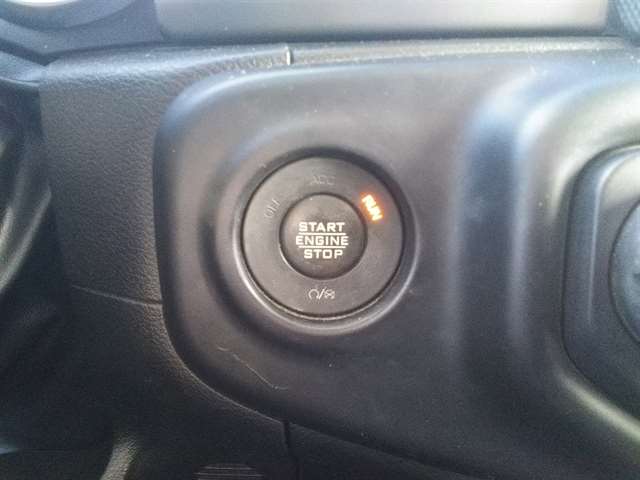 OFF
ACC
RUN
START
ENGINE
STOP